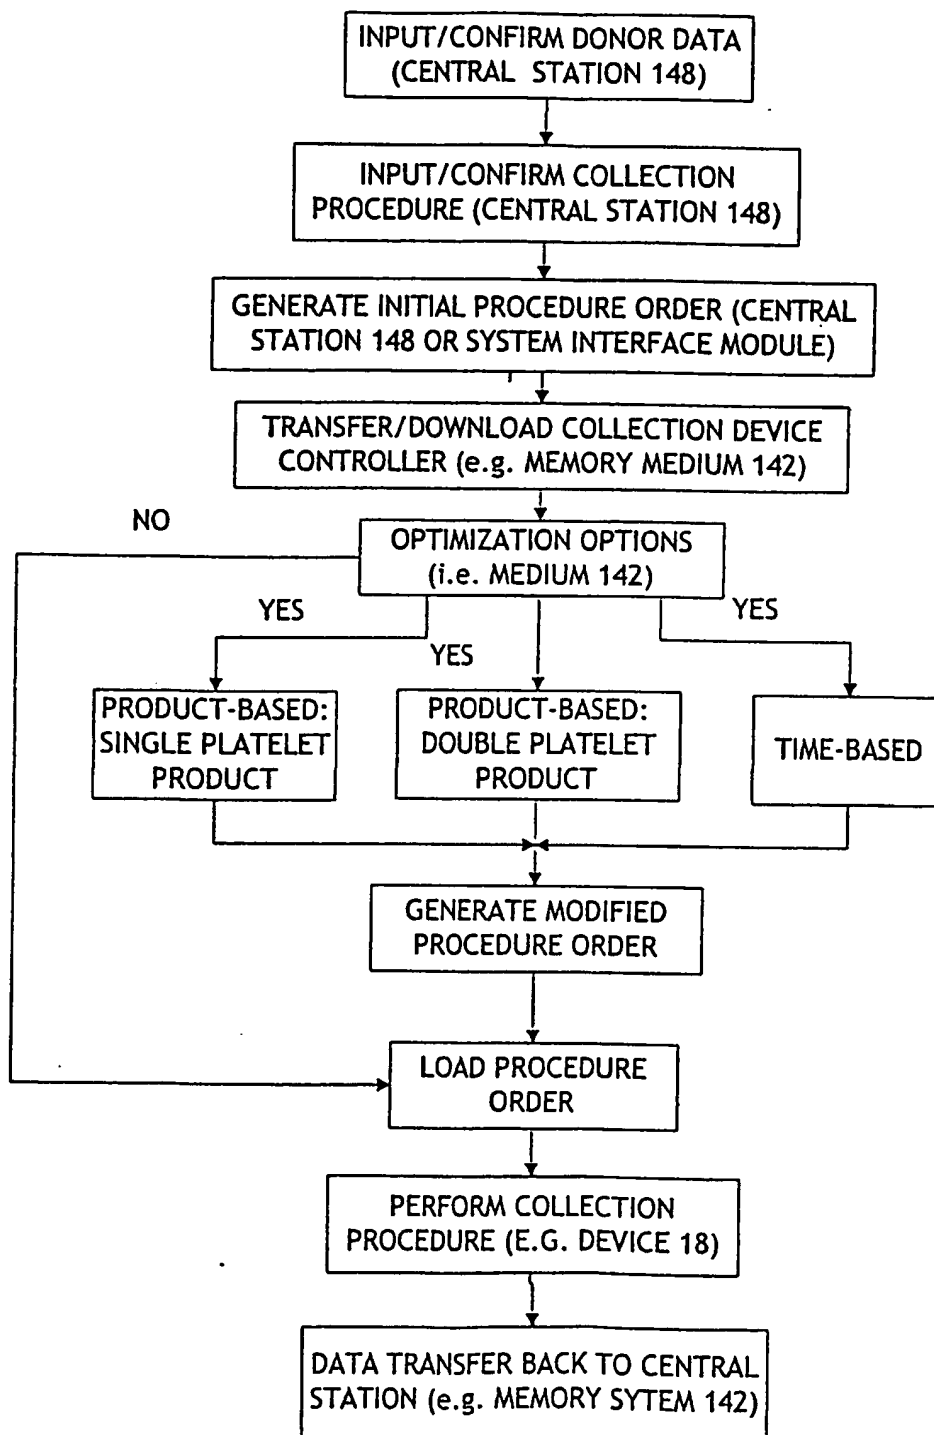 INPUT/CONFIRM DONOR DATA
(CENTRAL STATION 148)
INPUT/CONFIRM COLLECTION
PROCEDURE (CENTRAL STATION 148)
GENERATE INITIAL PROCEDURE ORDER (CENTRAL
STATION 148 OR SYSTEM INTERFACE MODULE)
TRANSFER/DOWNLOAD COLLECTION DEVICE
CONTROLLER (e.g. MEMORY MEDIUM 142)
NO
OPTIMIZATION OPTIONS
(i.e. MEDIUM 142)
YES
YES
YES
PRODUCT-BASED:
SINGLE PLATELET
PRODUCT
PRODUCT-BASED:
DOUBLE PLATELET
PRODUCT
TIME-BASED
GENERATE MODIFIED
PROCEDURE ORDER
LOAD PROCEDURE
ORDER
PERFORM COLLECTION
PROCEDURE (E.G. DEVICE 18)
DATA TRANSFER BACK TO CENTRAL
STATION (e.g. MEMORY SYTEM 142)